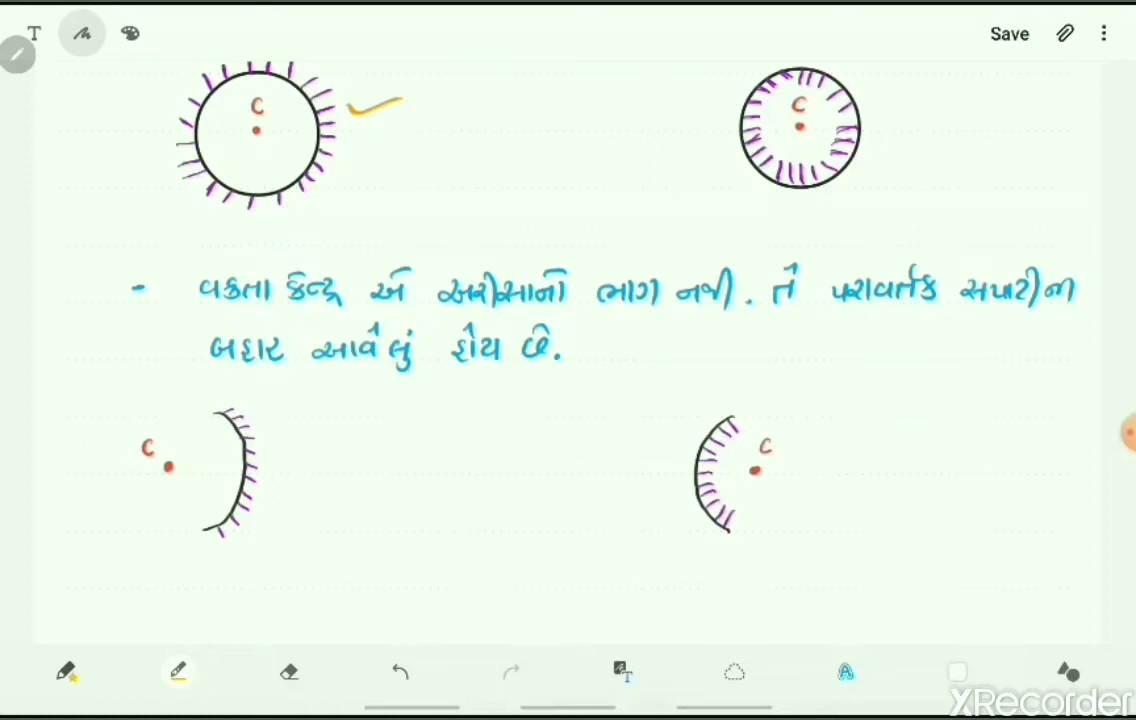 T Save
C C
- વક્રતા કેન્દ્ર એ અરીસાનો ભાગ નથી. તે પરાવર્તક સપાટીની
બહાર આવેલું હોય છે.
C C
T A
XRecorder